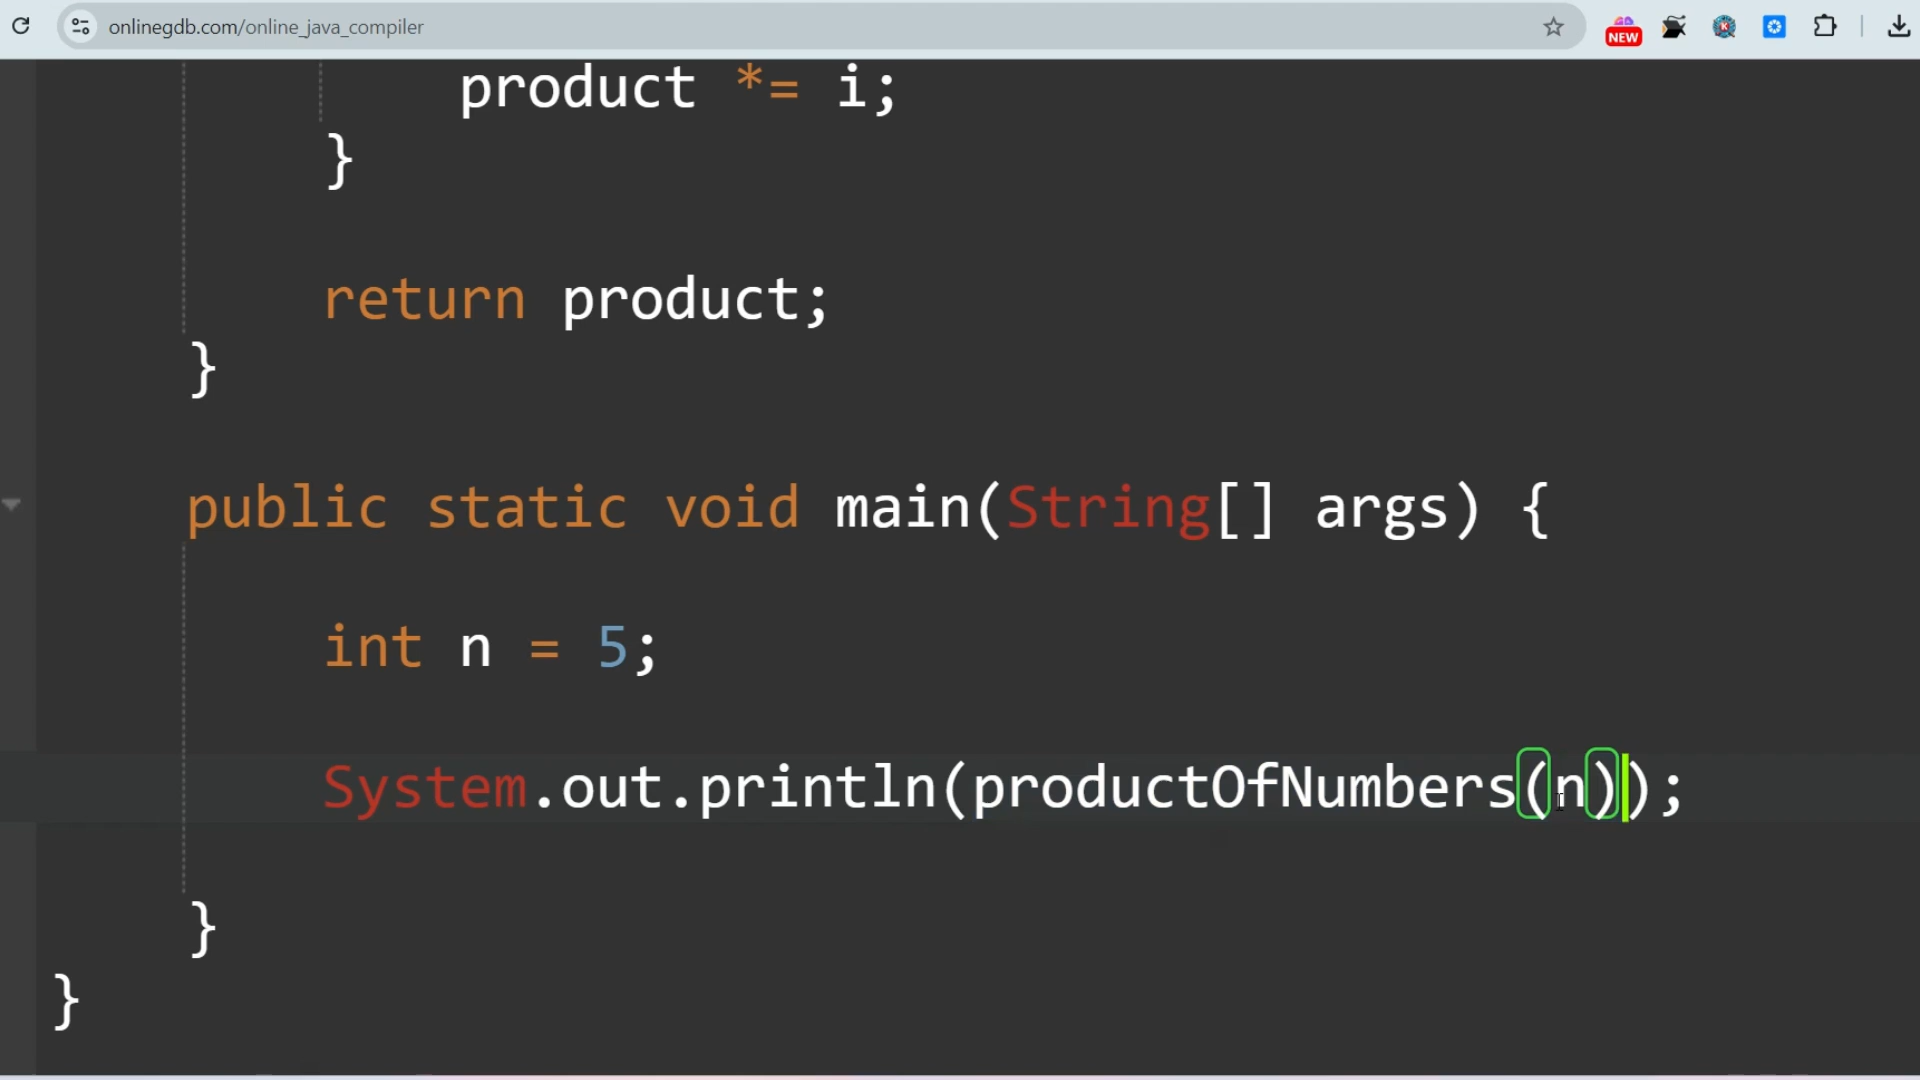 onlinegdb.com/online_java_compiler
NEW
product *= i;
}
return product;
}
public static void main(String[] args) {
int n = 5;
System.out.println(productOfNumbers(n));
}
}